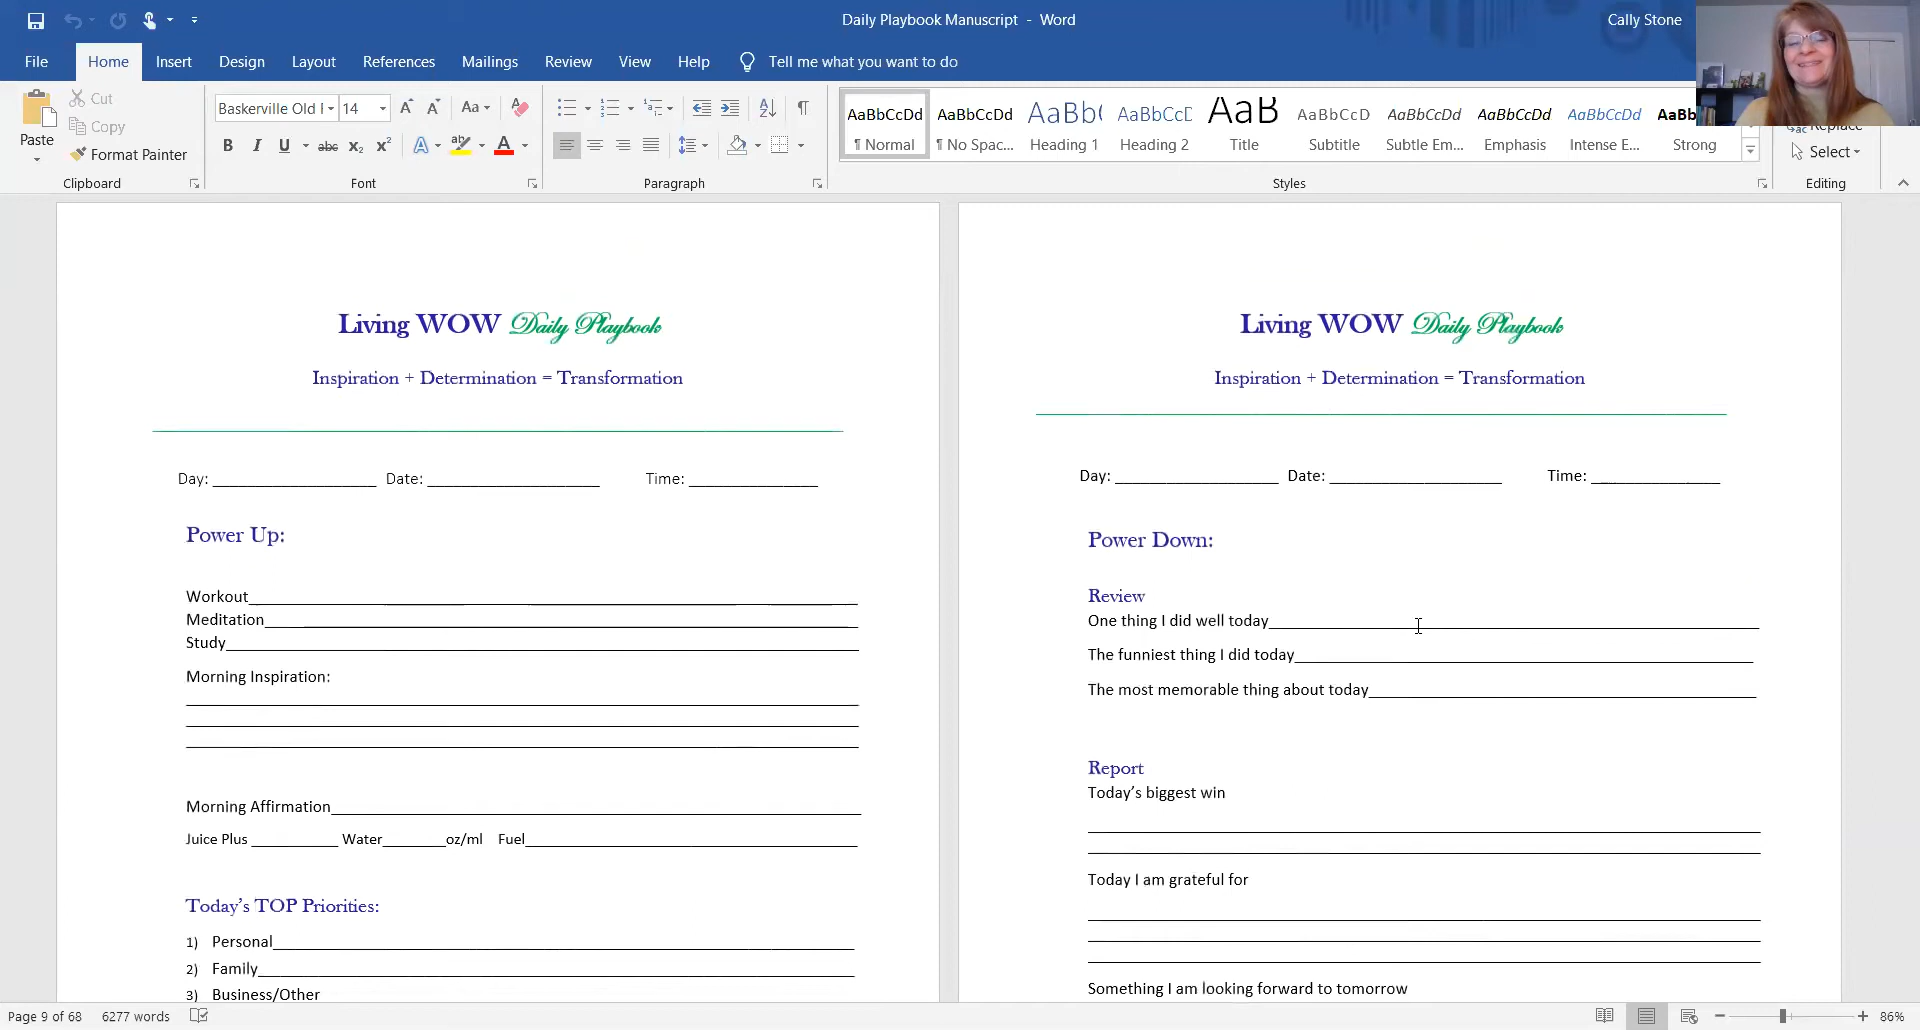 Daily Playbook Manuscript - Word
Cally Stone
File Home Insert Design Layout References Mailings Review View Help Tell me what you want to do
Paste
Cut
Copy
Format Painter
Clipboard
Baskerville Old F 14
Font
Paragraph
AaBbCcDd AaBbCcDd AaBb( AaBbCcD AaB AaBbCcD AaBbCcDd AaBbCcDd AaBbCcDd AaBb
¶ Normal ¶ No Spac... Heading 1 Heading 2 Title Subtitle Subtle Em... Emphasis Intense E... Strong
Styles
Replace
Select
Editing
Living WOW Daily Playbook
Inspiration + Determination = Transformation
Day: Date: Time:
Power Up:
Workout
Meditation
Study
Morning Inspiration:
Morning Affirmation
Juice Plus Water oz/ml Fuel
Today’s TOP Priorities:
1) Personal
2) Family
3) Business/Other
Living WOW Daily Playbook
Inspiration + Determination = Transformation
Day: Date: Time:
Power Down:
Review
One thing I did well today
The funniest thing I did today
The most memorable thing about today
Report
Today’s biggest win
Today I am grateful for
Something I am looking forward to tomorrow
Page 9 of 68 6277 words
86%